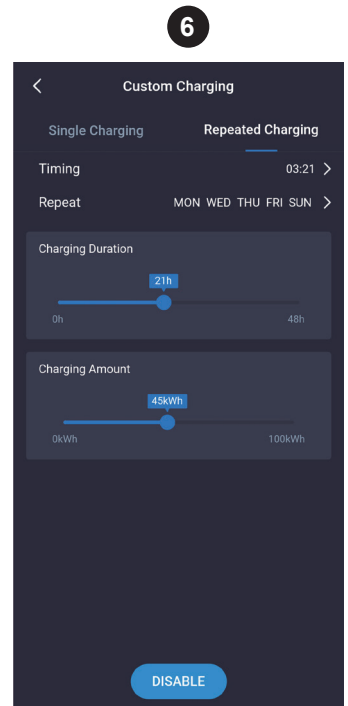 6
Custom Charging
Single Charging Repeated Charging
Timing 03:21
Repeat MON WED THU FRI SUN
Charging Duration
21h
0h 48h
Charging Amount
45kWh
0kWh 100kWh
DISABLE